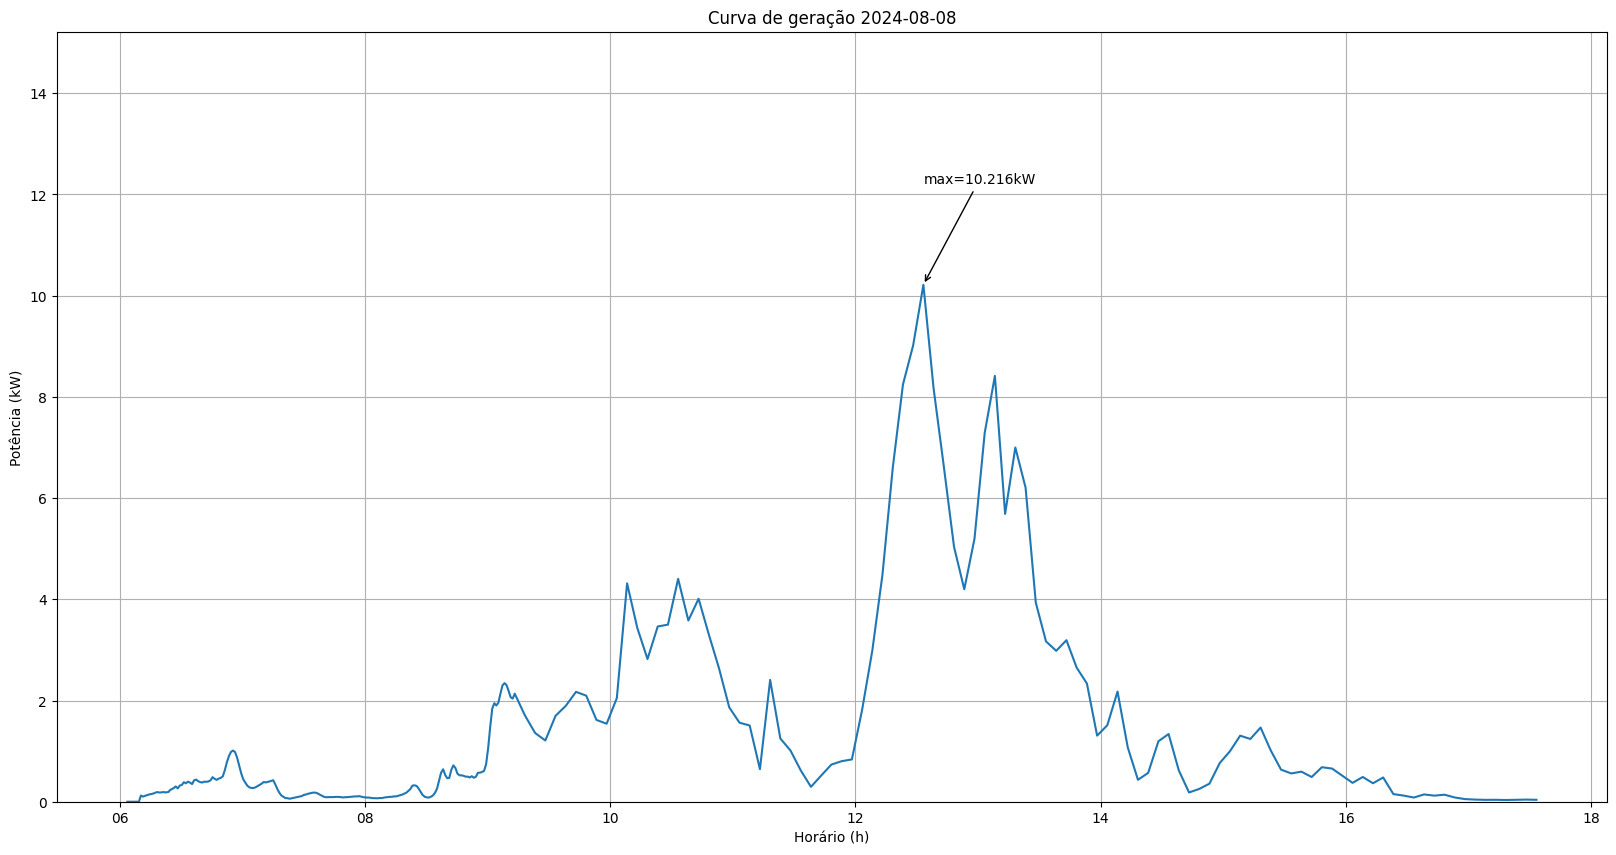 Curva de geração 2024-08-08
14
12
10
8
6
4
2
0
Potência (kW)
max=10.216kW
06 08 10 12 14 16 18
Horário (h)